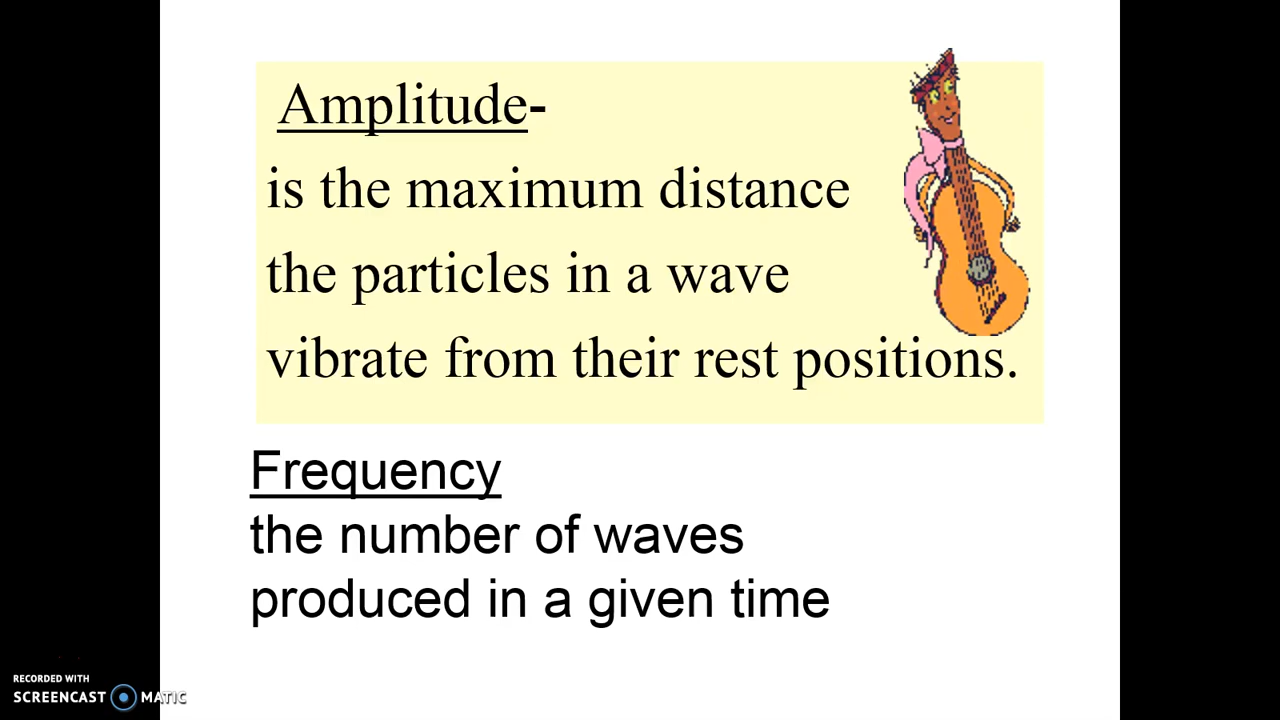 Amplitude-
is the maximum distance
the particles in a wave
vibrate from their rest positions.
Frequency
the number of waves
produced in a given time
RECORDED WITH
SCREENCAST MATIC